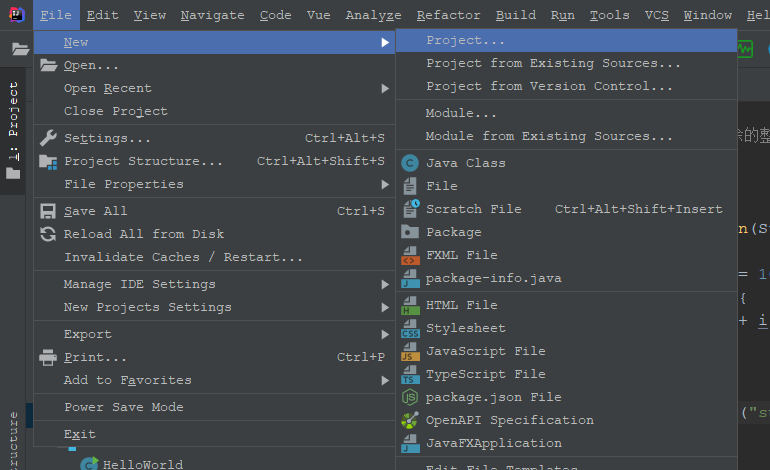 File Edit View Navigate Code Vue Analyze Refactor Build Run Tools VCS Window Hel
1: Project
New
Open...
Open Recent
Close Project
Settings... Ctrl+Alt+S
Project Structure... Ctrl+Alt+Shift+S
File Properties
Save All Ctrl+S
Reload All from Disk
Invalidate Caches / Restart...
Manage IDE Settings
New Projects Settings
Export
Print... Ctrl+P
Add to Favorites
Power Save Mode
Exit
Project...
Project from Existing Sources...
Project from Version Control...
Module...
Module from Existing Sources...
Java Class
File
Scratch File Ctrl+Alt+Shift+Insert
Package
FXML File
package-info.java
HTML File
Stylesheet
JavaScript File
TypeScript File
package.json File
OpenAPI Specification
JavaFXApplication
Edit File Templates
除的整
n(S
= 1
{
+ i
("s
ructure
HelloWorld